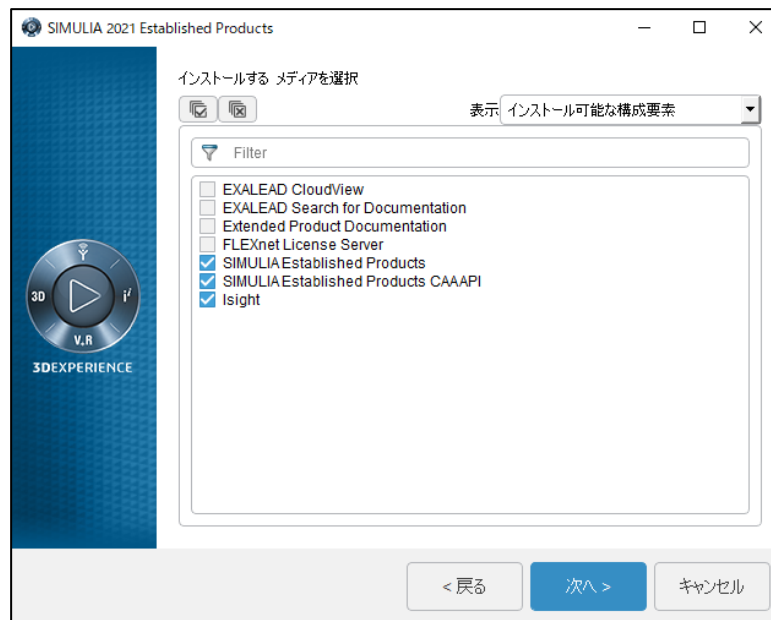 SIMULIA 2021 Established Products
インストールする メディアを選択
表示 インストール可能な構成要素
Filter
EXALEAD CloudView
EXALEAD Search for Documentation
Extended Product Documentation
FLEXnet License Server
SIMULIA Established Products
SIMULIA Established Products CAAAPI
Isight
3D
i
V.R
3DEXPERIENCE
< 戻る
次へ >
キャンセル